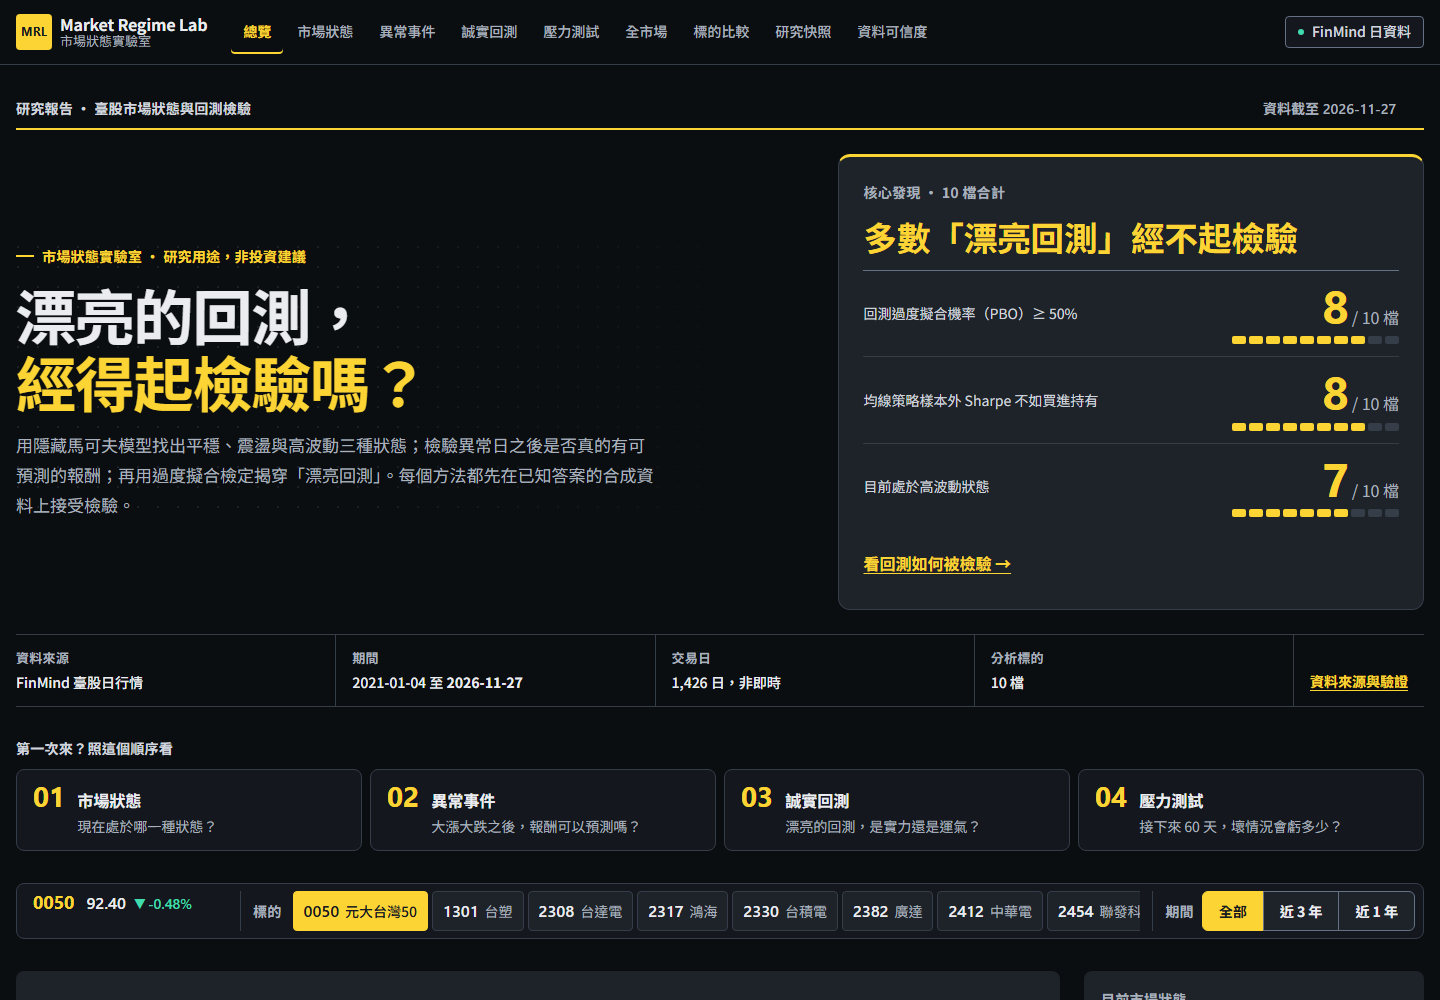 MRL
Market Regime Lab
市場狀態實驗室
總覽 市場狀態 異常事件 誠實回測 壓力測試 全市場 標的比較 研究快照 資料可信度
FinMind 日資料
研究報告 · 臺股市場狀態與回測檢驗
資料截至 2026-11-27
市場狀態實驗室 · 研究用途，非投資建議
漂亮的回測，
經得起檢驗嗎？
用隱藏馬可夫模型找出平穩、震盪與高波動三種狀態；檢驗異常日之後是否真的有可
預測的報酬；再用過度擬合檢定揭穿「漂亮回測」。每個方法都先在已知答案的合成資
料上接受檢驗。
核心發現 · 10 檔合計
多數「漂亮回測」經不起檢驗
回測過度擬合機率（PBO）≥ 50%
8 / 10 檔
均線策略樣本外 Sharpe 不如買進持有
8 / 10 檔
目前處於高波動狀態
7 / 10 檔
看回測如何被檢驗 →
資料來源
FinMind 臺股日行情
期間
2021-01-04 至 2026-11-27
交易日
1,426 日，非即時
分析標的
10 檔
資料來源與驗證
第一次來？照這個順序看
01 市場狀態
現在處於哪一種狀態？
02 異常事件
大漲大跌之後，報酬可以預測嗎？
03 誠實回測
漂亮的回測，是實力還是運氣？
04 壓力測試
接下來 60 天，壞情況會虧多少？
0050 92.40 ▼ -0.48%
標的 0050 元大台灣50 1301 台塑 2308 台達電 2317 鴻海 2330 台積電 2382 廣達 2412 中華電 2454 聯發科
期間 全部 近 3 年 近 1 年
目前市場狀態